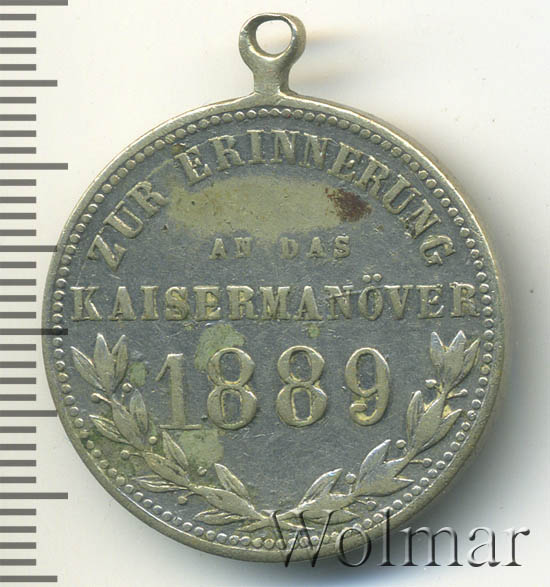 ZUR ERINNERUNG
AN DAS
KAISERMANÖVER
1889
Wolmar